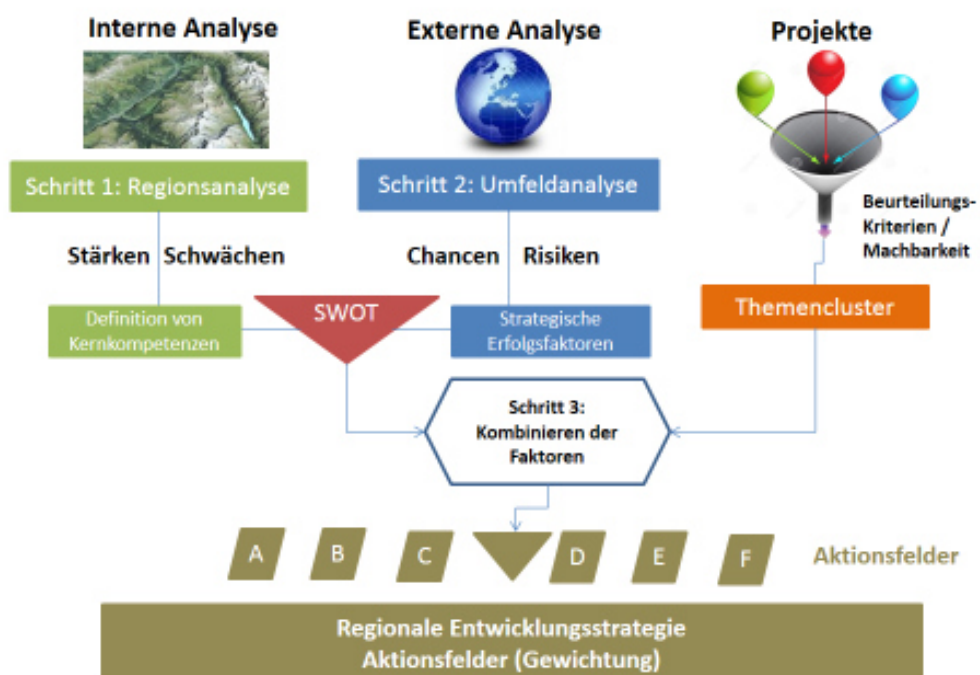 Interne Analyse
Externe Analyse
Projekte
Schritt 1: Regionsanalyse
Schritt 2: Umfeldanalyse
Beurteilungs-
Kriterien /
Machbarkeit
Stärken Schwächen
Chancen Risiken
Definition von
Kernkompetenzen
SWOT
Strategische
Erfolgsfaktoren
Themencluster
Schritt 3:
Kombinieren der
Faktoren
A B C D E F Aktionsfelder
Regionale Entwicklungsstrategie
Aktionsfelder (Gewichtung)